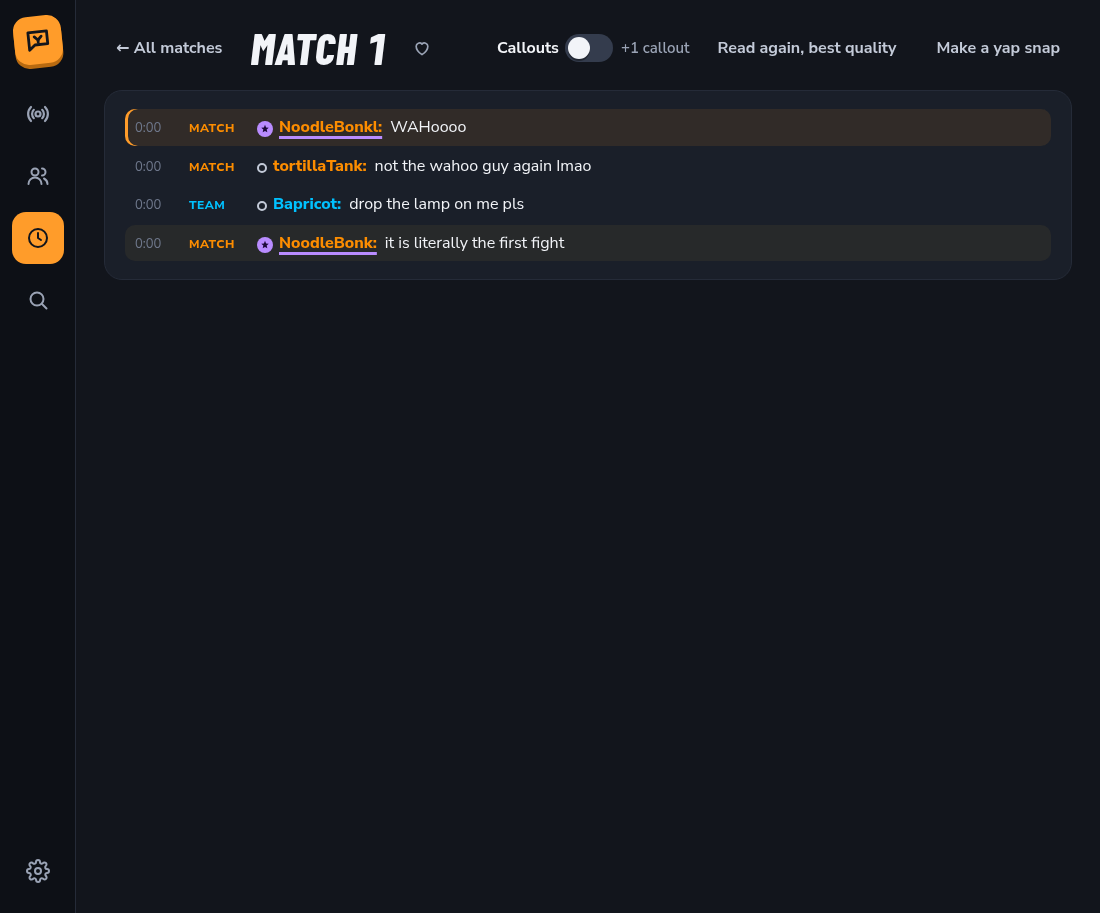 ← All matches
MATCH 1
Callouts
+1 callout
Read again, best quality
Make a yap snap
0:00 MATCH NoodleBonkl: WAHoooo
0:00 MATCH tortillaTank: not the wahoo guy again lmao
0:00 TEAM Bapricot: drop the lamp on me pls
0:00 MATCH NoodleBonk: it is literally the first fight